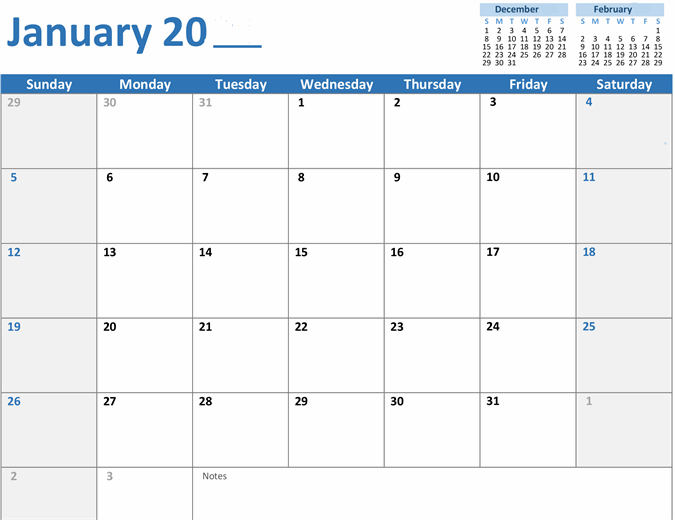 January 20 ___
December
S M T W T F S
1 2 3 4 5 6 7
8 9 10 11 12 13 14
15 16 17 18 19 20 21
22 23 24 25 26 27 28
29 30 31
February
S M T W T F S
1
2 3 4 5 6 7 8
9 10 11 12 13 14 15
16 17 18 19 20 21 22
23 24 25 26 27 28 29
Sunday Monday Tuesday Wednesday Thursday Friday Saturday
29 30 31 1 2 3 4
5 6 7 8 9 10 11
12 13 14 15 16 17 18
19 20 21 22 23 24 25
26 27 28 29 30 31 1
2 3 Notes